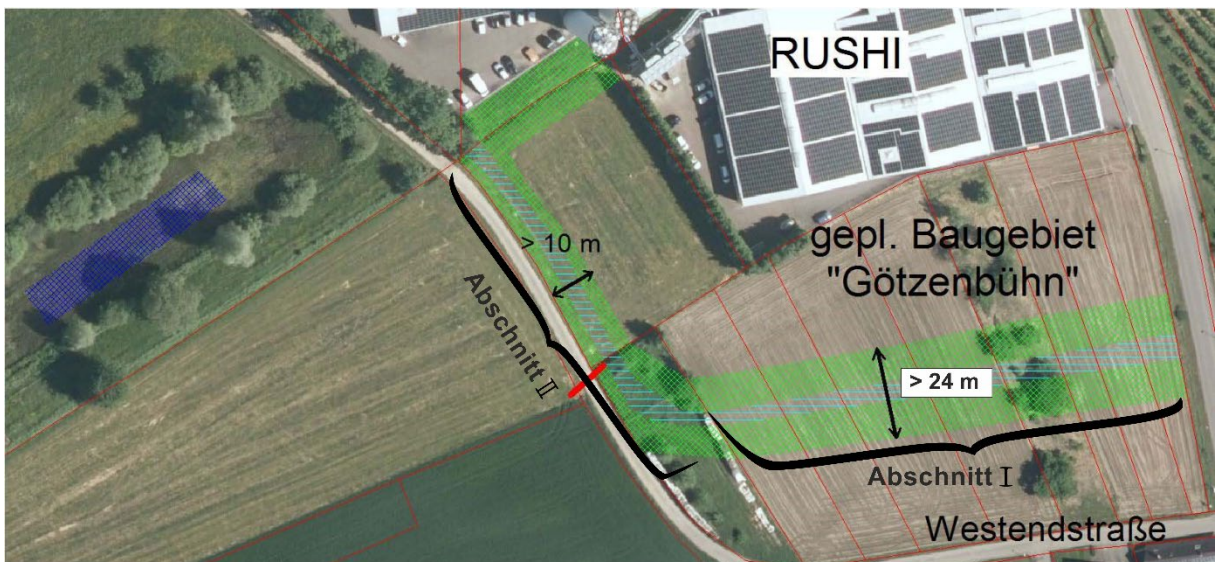 RUSHI
> 10 m
gepl. Baugebiet
"Götzenbühn"
Abschnitt II
> 24 m
Abschnitt I
Westendstraße